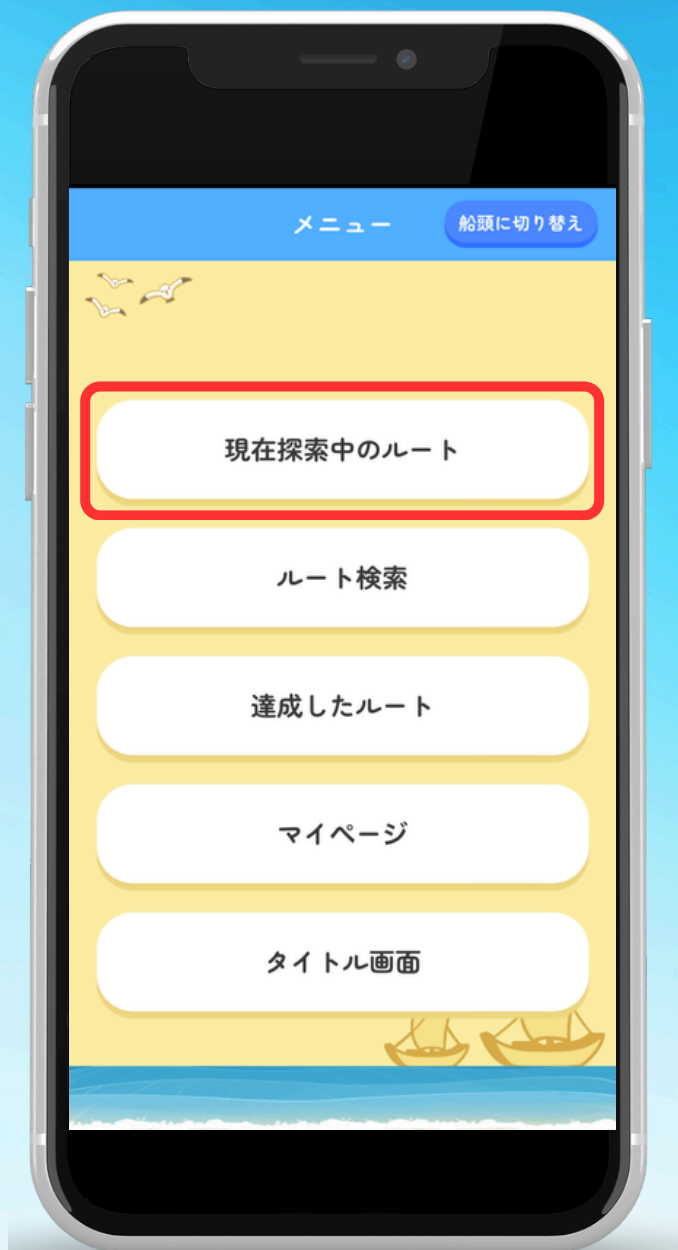 メニュー
船頭に切り替え
現在探索中のルート
ルート検索
達成したルート
マイページ
タイトル画面